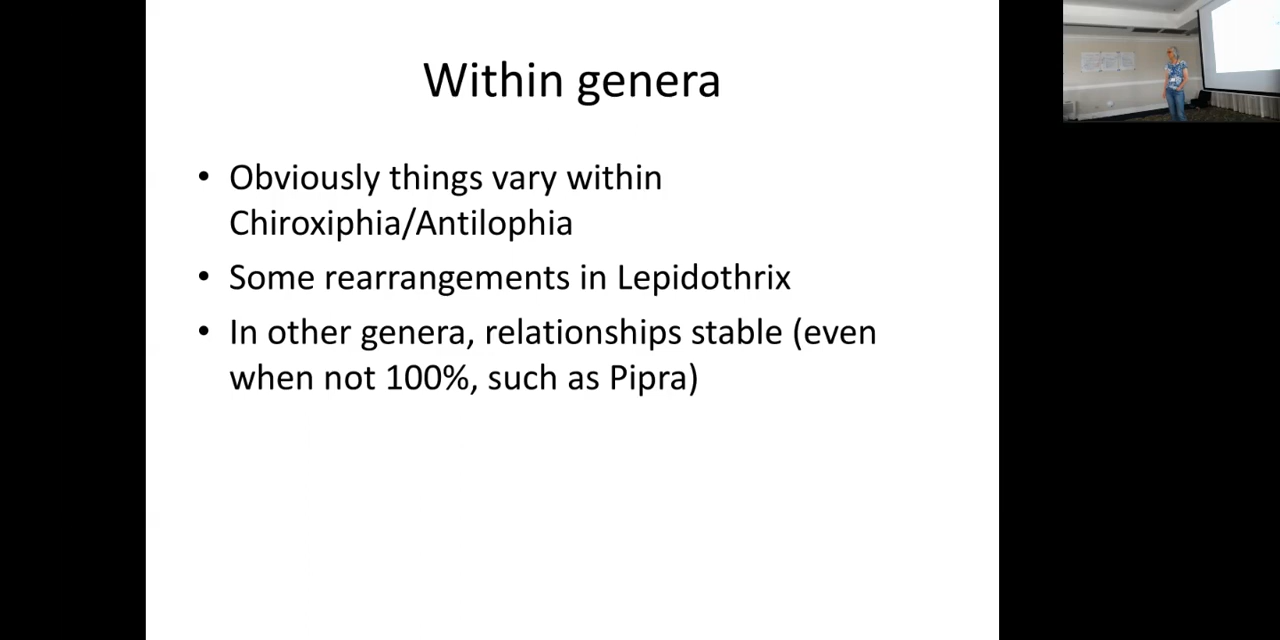 Within genera
• Obviously things vary within
Chiroxiphia/Antilophia
• Some rearrangements in Lepidothrix
• In other genera, relationships stable (even
when not 100%, such as Pipra)